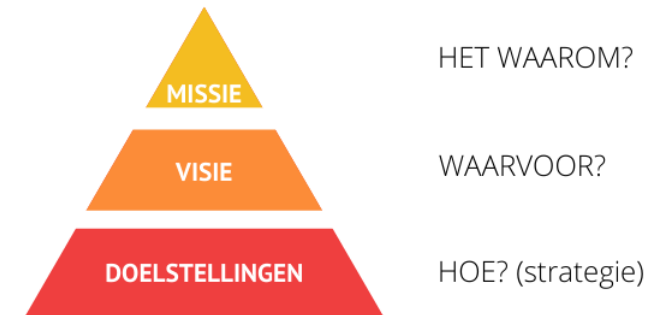 MISSIE
HET WAAROM?
VISIE
WAARVOOR?
DOELSTELLINGEN
HOE? (strategie)